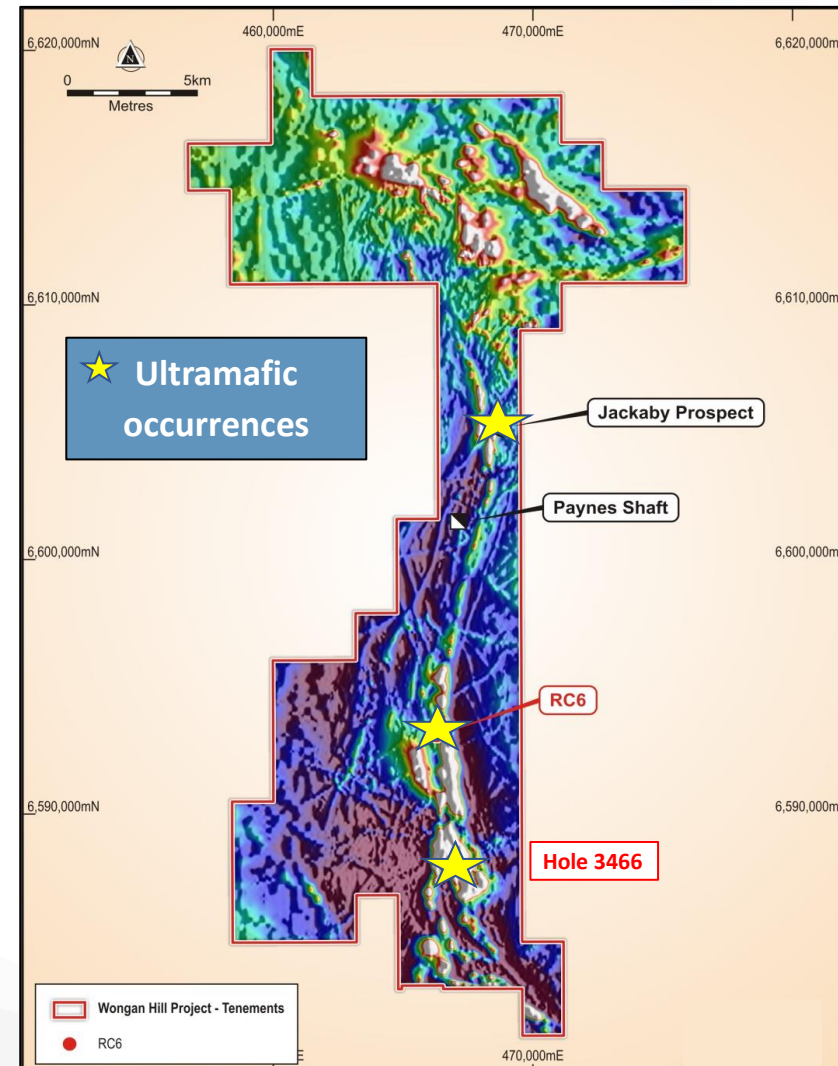 460,000mE
470,000mE
6,620,000mN
6,620,000m
N
0
5km
Metres
6,610,000mN
6,610,000m
Ultramafic
occurrences
Jackaby Prospect
Paynes Shaft
6,600,000mN
6,600,000m
RC6
6,590,000mN
6,590,000m
Hole 3466
Wongan Hill Project - Tenements
RC6
E
470,000mE